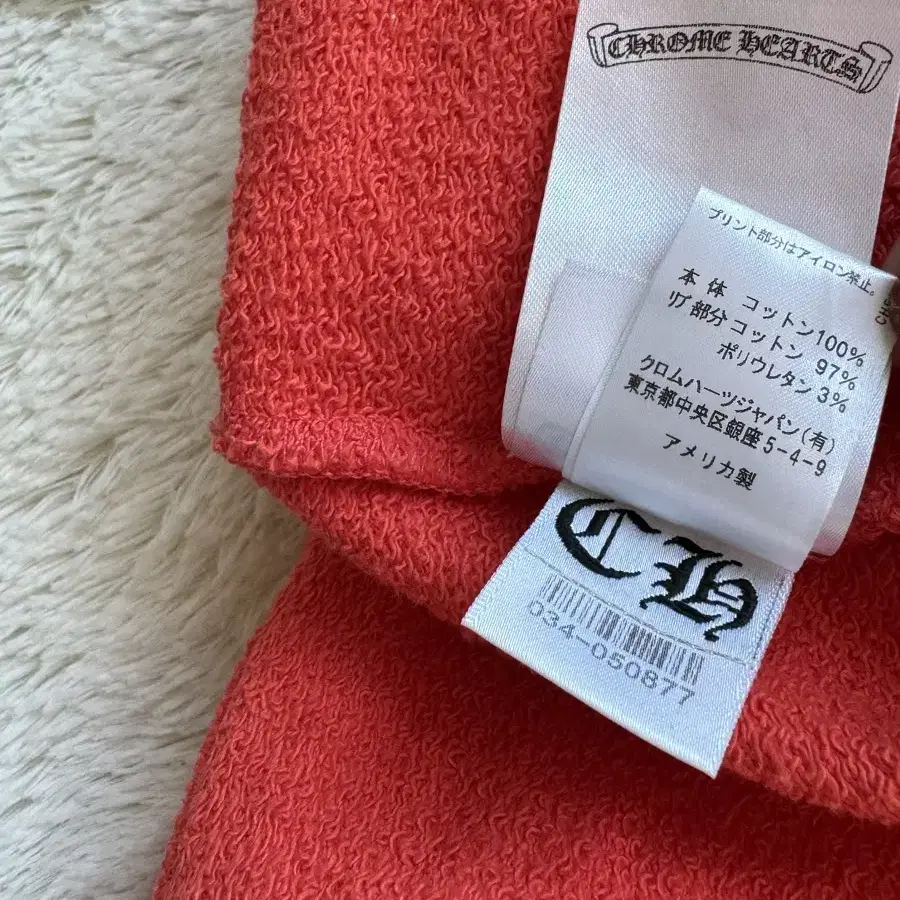 CHROME HEARTS
プリント部分はアイロン禁止。
本体 コットン100%
リブ部分 コットン 97%
ポリウレタン 3%
クロムハーツジャパン(有)
東京都中央区銀座5-4-9
アメリカ製
CH
034-050877